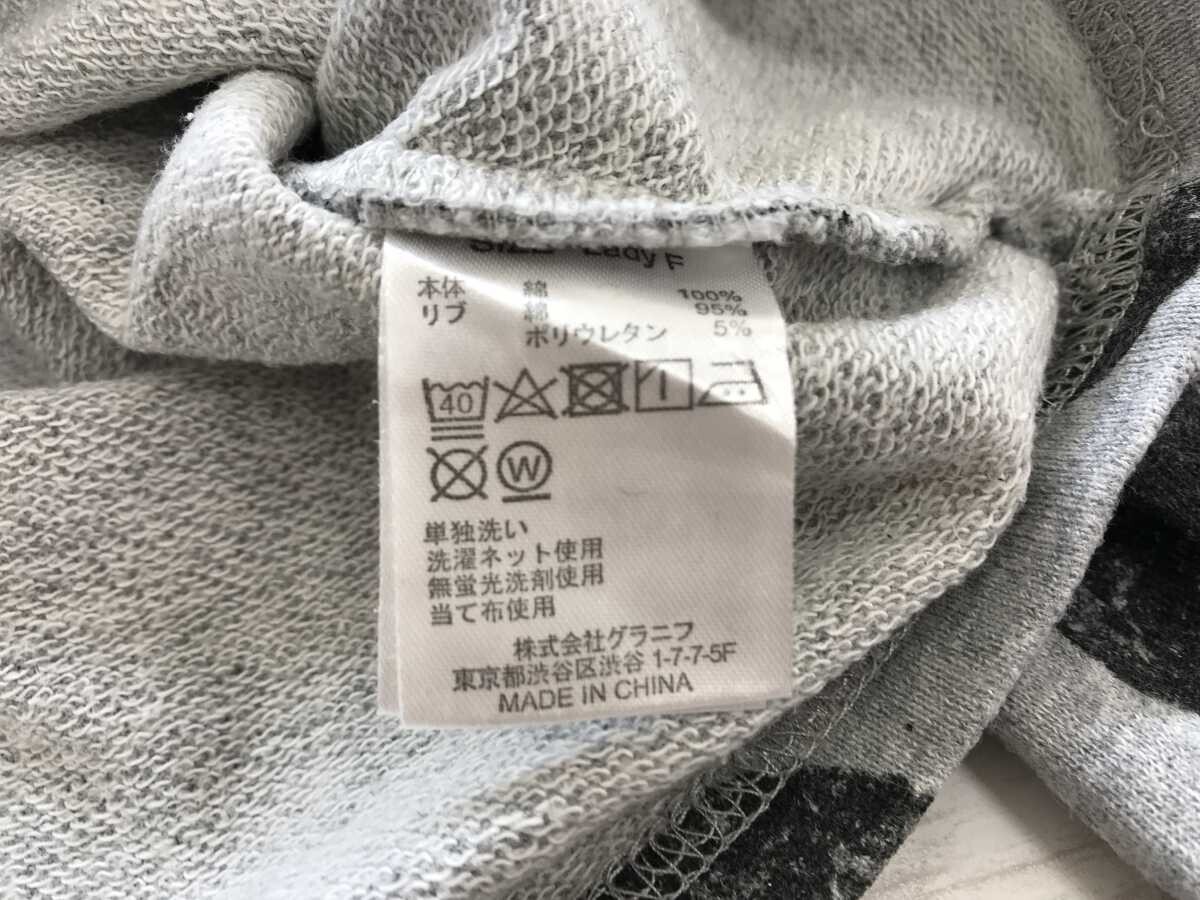 SIZE Lady F
本体 綿 100%
リブ 綿 95%
ポリウレタン 5%
40
W
単独洗い
洗濯ネット使用
無蛍光洗剤使用
当て布使用
株式会社グラニフ
東京都渋谷区渋谷 1-7-7-5F
MADE IN CHINA